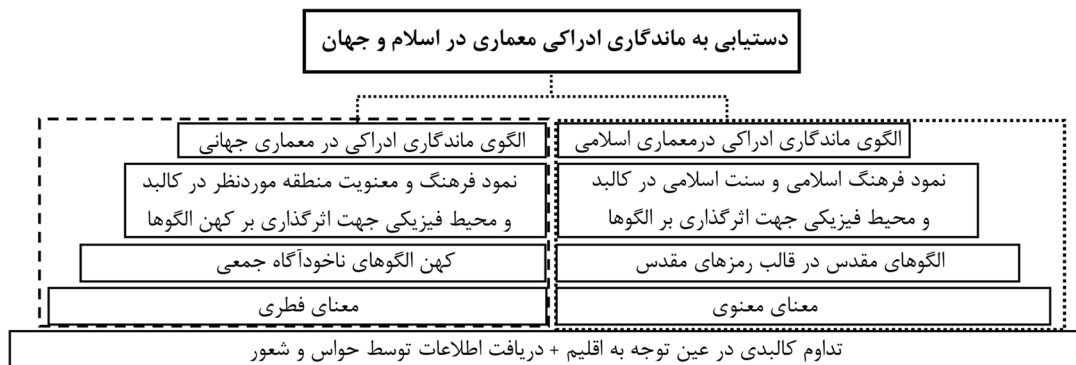 دستیابی به ماندگاری ادراکی معماری در اسلام و جهان
الگوی ماندگاری ادراکی درمعماری اسلامی
نمود فرهنگ اسلامی و سنت اسلامی در کالبد
و محیط فیزیکی جهت اثرگذاری بر الگوها
الگوهای مقدس در قالب رمزهای مقدس
معنای معنوی
الگوی ماندگاری ادراکی در معماری جهانی
نمود فرهنگ و معنویت منطقه موردنظر در کالبد
و محیط فیزیکی جهت اثرگذاری بر کهن الگوها
کهن الگوهای ناخودآگاه جمعی
معنای فطری
تداوم کالبدی در عین توجه به اقلیم + دریافت اطلاعات توسط حواس و شعور